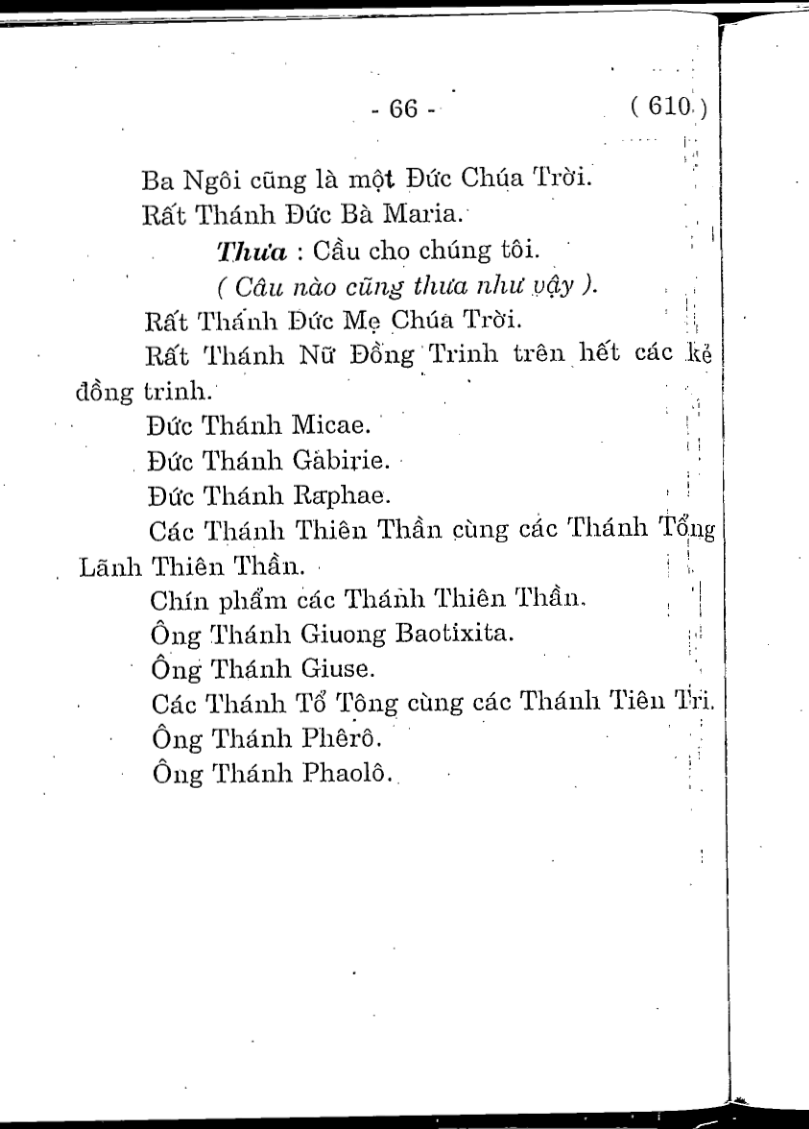 - 66 - ( 610 )
Ba Ngôi cũng là một Đức Chúa Trời.
Rất Thánh Đức Bà Maria.
Thưa : Cầu cho chúng tôi.
( Câu nào cũng thưa như vậy ).
Rất Thánh Đức Mẹ Chúa Trời.
Rất Thánh Nữ Đồng Trinh trên hết các kẻ
đồng trinh.
Đức Thánh Micae.
Đức Thánh Gabirie.
Đức Thánh Raphae.
Các Thánh Thiên Thần cùng các Thánh Tổng
Lãnh Thiên Thần.
Chín phẩm các Thánh Thiên Thần.
Ông Thánh Giuong Baotixita.
Ông Thánh Giuse.
Các Thánh Tổ Tông cùng các Thánh Tiên Tri.
Ông Thánh Phêrô.
Ông Thánh Phaolô.